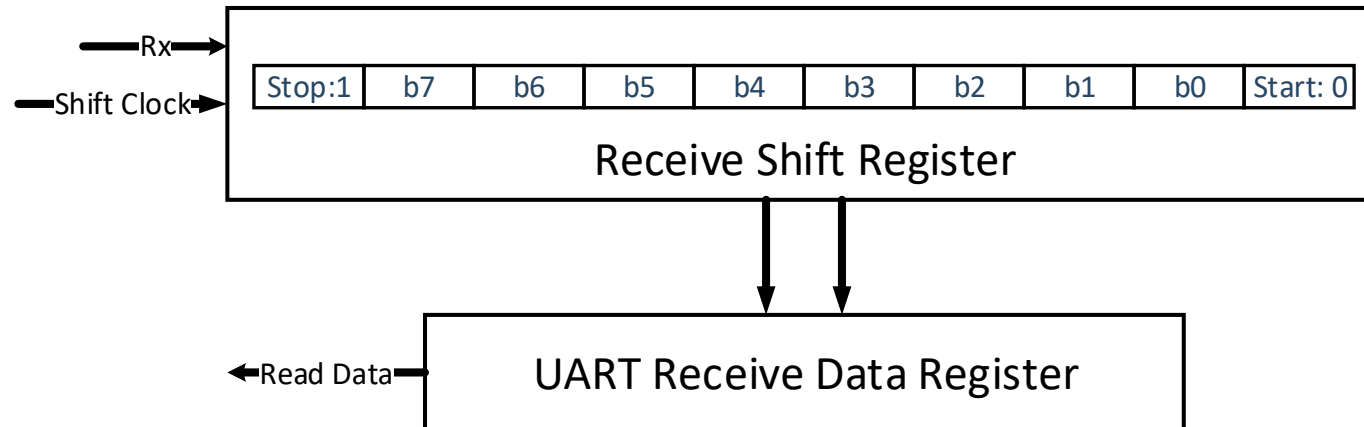 Rx
Shift Clock
Stop:1 b7 b6 b5 b4 b3 b2 b1 b0 Start: 0
Receive Shift Register
Read Data
UART Receive Data Register